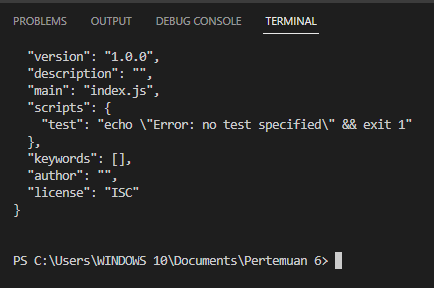 PROBLEMS OUTPUT DEBUG CONSOLE TERMINAL
"version": "1.0.0",
"description": "",
"main": "index.js",
"scripts": {
"test": "echo \"Error: no test specified\" && exit 1"
},
"keywords": [],
"author": "",
"license": "ISC"
}
PS C:\Users\WINDOWS 10\Documents\Pertemuan 6>